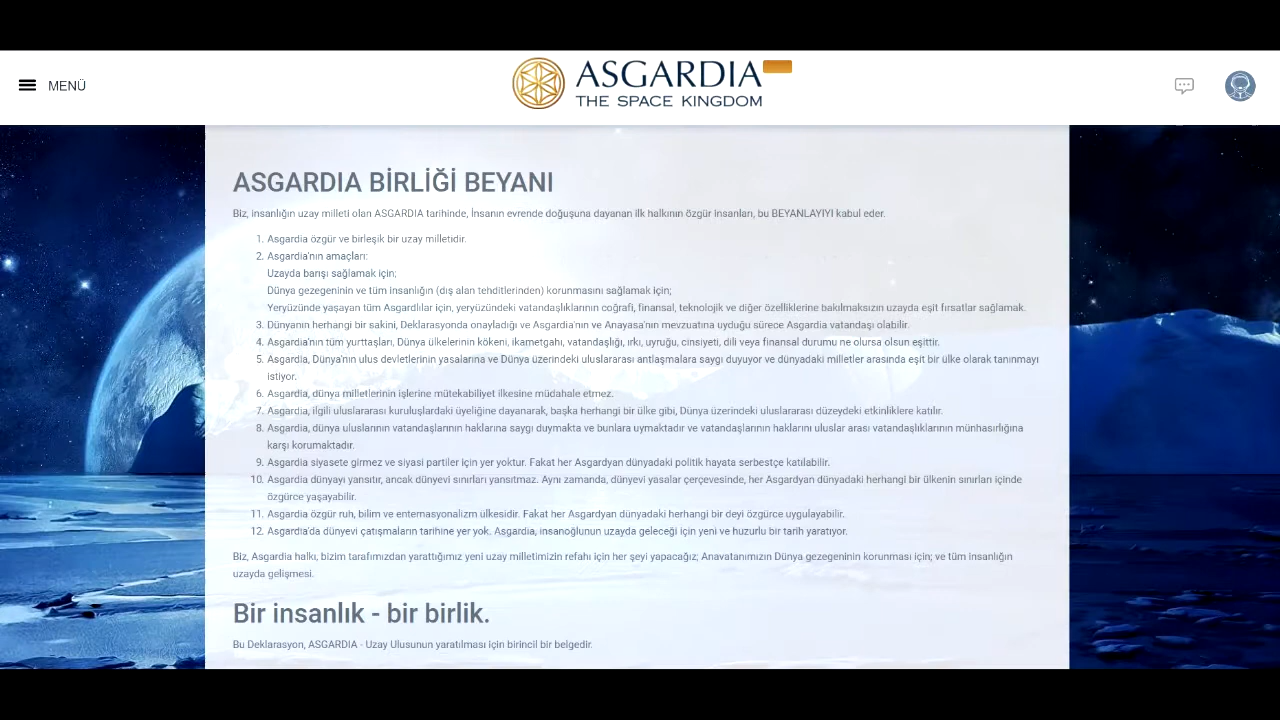 MENÜ
ASGARDIA
THE SPACE KINGDOM
ASGARDIA BİRLİĞİ BEYANI
Biz, insanlığın uzay milleti olan ASGARDIA tarihinde, İnsanın evrende doğuşuna dayanan ilk halkının özgür insanları, bu BEYANLAYIYI kabul eder.
1. Asgardia özgür ve birleşik bir uzay milletidir.
2. Asgardia'nın amaçları:
Uzayda barışı sağlamak için;
Dünya gezegeninin ve tüm insanlığın (dış alan tehditlerinden) korunmasını sağlamak için;
Yeryüzünde yaşayan tüm Asgardlılar için, yeryüzündeki vatandaşlıklarının coğrafi, finansal, teknolojik ve diğer özelliklerine bakılmaksızın uzayda eşit fırsatlar sağlamak.
3. Dünyanın herhangi bir sakini, Deklarasyonda onayladığı ve Asgardia'nın ve Anayasa'nın mevzuatına uyduğu sürece Asgardia vatandaşı olabilir.
4. Asgardia'nın tüm yurttaşları, Dünya ülkelerinin kökeni, ikametgahı, vatandaşlığı, ırkı, uyruğu, cinsiyeti, dili veya finansal durumu ne olursa olsun eşittir.
5. Asgardia, Dünya'nın ulus devletlerinin yasalarına ve Dünya üzerindeki uluslararası antlaşmalara saygı duyuyor ve dünyadaki milletler arasında eşit bir ülke olarak tanınmayı
istiyor.
6. Asgardia, dünya milletlerinin işlerine mütekabiliyet ilkesine müdahale etmez.
7. Asgardia, ilgili uluslararası kuruluşlardaki üyeliğine dayanarak, başka herhangi bir ülke gibi, Dünya üzerindeki uluslararası düzeydeki etkinliklere katılır.
8. Asgardia, dünya uluslarının vatandaşlarının haklarına saygı duymakta ve bunlara uymaktadır ve vatandaşlarının haklarını uluslar arası vatandaşlıklarının münhasırlığına
karşı korumaktadır.
9. Asgardia siyasete girmez ve siyasi partiler için yer yoktur. Fakat her Asgardyan dünyadaki politik hayata serbestçe katılabilir.
10. Asgardia dünyayı yansıtır, ancak dünyevi sınırları yansıtmaz. Aynı zamanda, dünyevi yasalar çerçevesinde, her Asgardyan dünyadaki herhangi bir ülkenin sınırları içinde
özgürce yaşayabilir.
11. Asgardia özgür ruh, bilim ve enternasyonalizm ülkesidir. Fakat her Asgardyan dünyadaki herhangi bir deyi özgürce uygulayabilir.
12. Asgardia'da dünyevi çatışmaların tarihine yer yok. Asgardia, insanoğlunun uzayda geleceği için yeni ve huzurlu bir tarih yaratıyor.
Biz, Asgardia halkı, bizim tarafımızdan yarattığımız yeni uzay milletimizin refahı için her şeyi yapacağız; Anavatanımızın Dünya gezegeninin korunması için; ve tüm insanlığın
uzayda gelişmesi.
Bir insanlık - bir birlik.
Bu Deklarasyon, ASGARDIA - Uzay Ulusunun yaratılması için birincil bir belgedir.